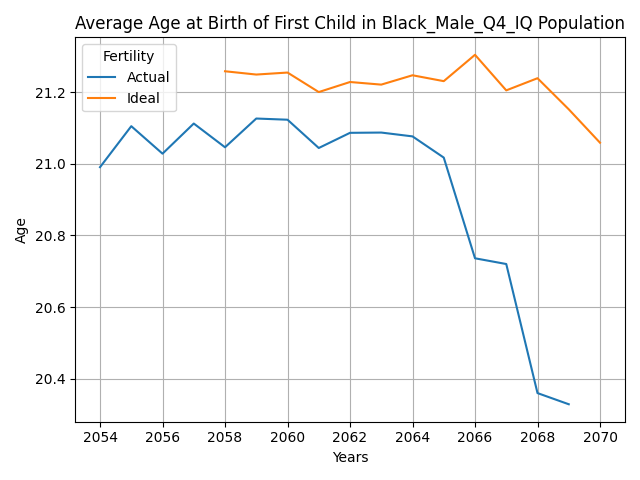 Average Age at Birth of First Child in Black_Male_Q4_IQ Population
Fertility
Actual
Ideal
21.2
21.0
20.8
20.6
20.4
Age
2054 2056 2058 2060 2062 2064 2066 2068 2070
Years